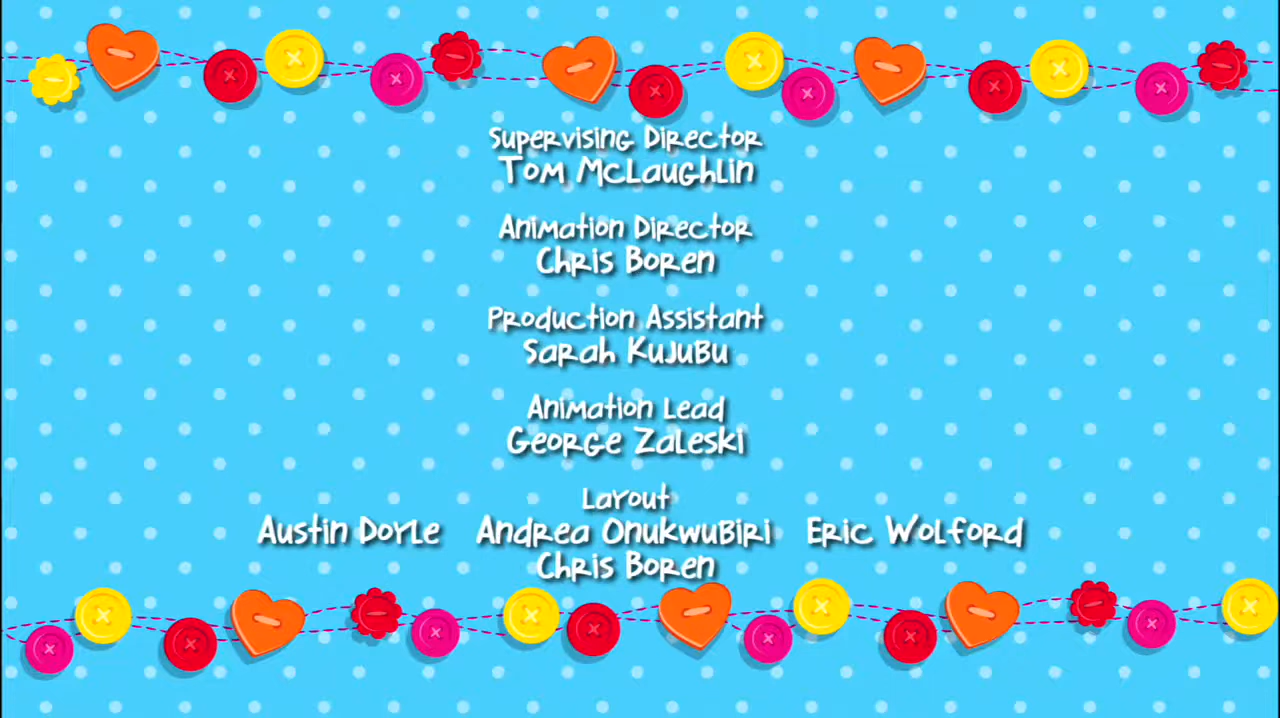 Supervising Director
Tom McLaughlin
Animation Director
Chris Boren
Production Assistant
Sarah Kujubu
Animation Lead
George Zaleski
Layout
Austin Doyle Andrea Onukwubiri Eric Wolford
Chris Boren